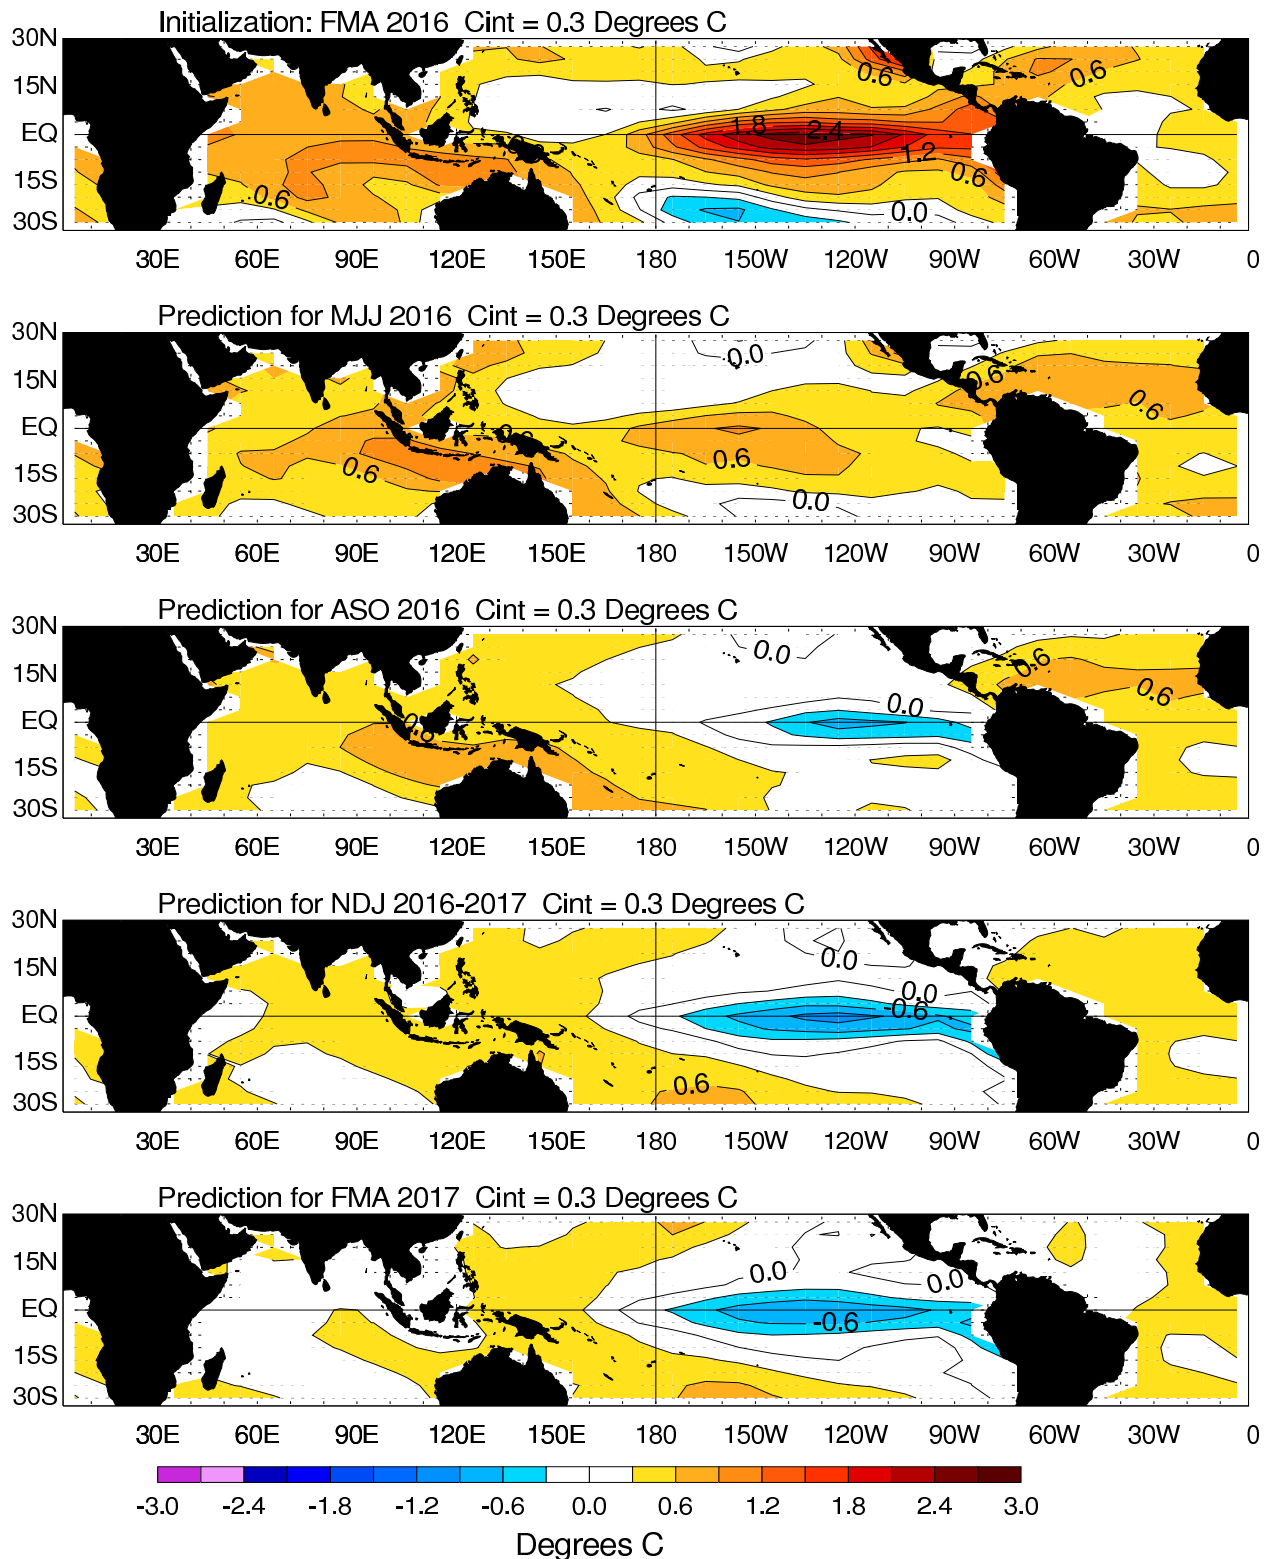 Initialization: FMA 2016  Cint = 0.3 Degrees C
30N
15N
EQ
15S
30S
0.6
0.6
1.8
2.4
1.2
0.6
0.6
0.0
30E 60E 90E 120E 150E 180 150W 120W 90W 60W 30W 0
Prediction for MJJ 2016  Cint = 0.3 Degrees C
30N
15N
EQ
15S
30S
0.0
0.6
0.6
0.6
0.6
0.0
30E 60E 90E 120E 150E 180 150W 120W 90W 60W 30W 0
Prediction for ASO 2016  Cint = 0.3 Degrees C
30N
15N
EQ
15S
30S
0.0
0.6
0.6
0.0
30E 60E 90E 120E 150E 180 150W 120W 90W 60W 30W 0
Prediction for NDJ 2016-2017  Cint = 0.3 Degrees C
30N
15N
EQ
15S
30S
0.0
0.0
-0.6
0.6
30E 60E 90E 120E 150E 180 150W 120W 90W 60W 30W 0
Prediction for FMA 2017  Cint = 0.3 Degrees C
30N
15N
EQ
15S
30S
0.0
0.0
-0.6
30E 60E 90E 120E 150E 180 150W 120W 90W 60W 30W 0
-3.0 -2.4 -1.8 -1.2 -0.6 0.0 0.6 1.2 1.8 2.4 3.0
Degrees C